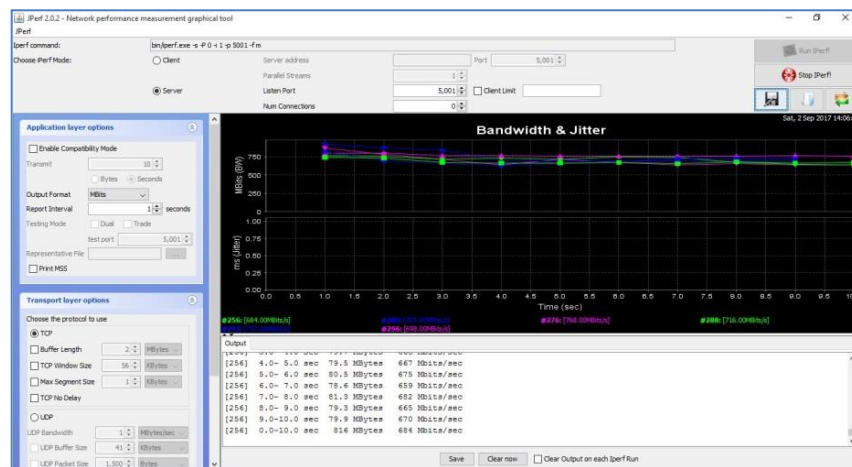 JPerf 2.0.2 - Network performance measurement graphical tool
JPerf
Iperf command:
bin/iperf.exe -s -P 0 -i 1 -p 5001 -f m
Choose iPerf Mode:
Client
Server address
Port
5,001
Parallel Streams
1
Server
Listen Port
5,001
Client Limit
Num Connections
0
Run IPerf!
Stop IPerf!
Application layer options
Enable Compatibility Mode
Transmit
10
Bytes
Seconds
Output Format
MBits
Report Interval
1 seconds
Testing Mode
Dual
Trade
test port
5,001
Representative File
...
Print MSS
Transport layer options
Choose the protocol to use
TCP
Buffer Length
2
MBytes
TCP Window Size
56
KBytes
Max Segment Size
1
KBytes
TCP No Delay
UDP
UDP Bandwidth
1
MBytes/sec
UDP Buffer Size
41
KBytes
UDP Packet Size
1,500
Bytes
Sat, 2 Sep 2017 14:06:
Bandwidth & Jitter
MBits (BW)
750
500
250
0
ms (Jitter)
1.00
0.75
0.50
0.25
0.00
0.0 0.5 1.0 1.5 2.0 2.5 3.0 3.5 4.0 4.5 5.0 5.5 6.0 6.5 7.0 7.5 8.0 8.5 9.0 9.5 10
Time (sec)
#256: [684.00MBits/s]
#276: [760.00MBits/s]
#288: [716.00MBits/s]
#296: [698.00MBits/s]
Output
[256] 4.0- 5.0 sec 79.5 MBytes 667 Mbits/sec
[256] 5.0- 6.0 sec 80.5 MBytes 675 Mbits/sec
[256] 6.0- 7.0 sec 78.6 MBytes 659 Mbits/sec
[256] 7.0- 8.0 sec 81.3 MBytes 682 Mbits/sec
[256] 8.0- 9.0 sec 79.3 MBytes 665 Mbits/sec
[256] 9.0-10.0 sec 79.9 MBytes 670 Mbits/sec
[256] 0.0-10.0 sec 816 MBytes 684 Mbits/sec
Save
Clear now
Clear Output on each Iperf Run